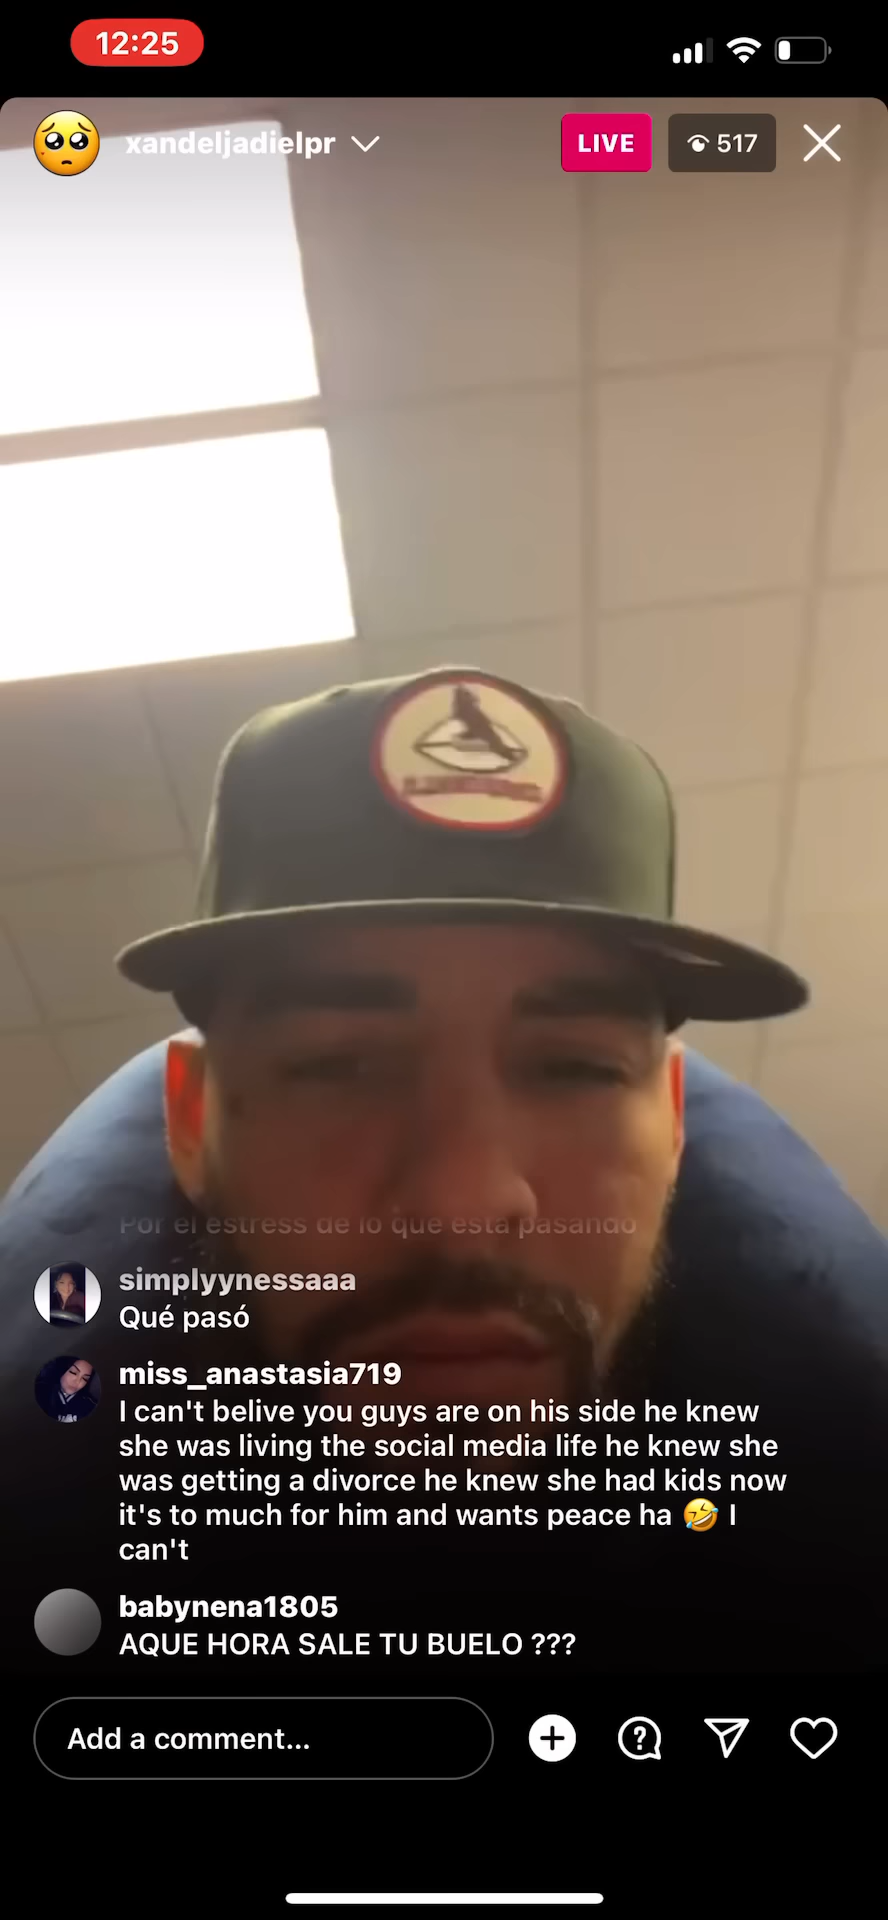 12:25
xandeljadielpr
LIVE
517
Por el estress de lo que esta pasando
simplyynessaaa
Qué pasó
miss_anastasia719
I can't belive you guys are on his side he knew
she was living the social media life he knew she
was getting a divorce he knew she had kids now
it's to much for him and wants peace ha 🤣 I
can't
babynena1805
AQUE HORA SALE TU BUELO ???
Add a comment...